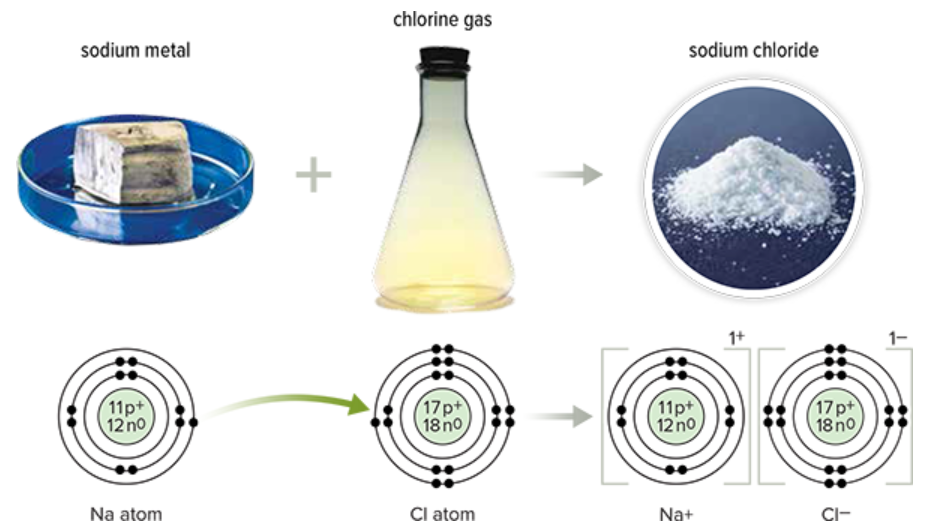 chlorine gas
sodium metal
sodium chloride
+
1+
1−
11p+
12n0
17p+
18n0
11p+
12n0
17p+
18n0
Na atom
Cl atom
Na+
Cl−